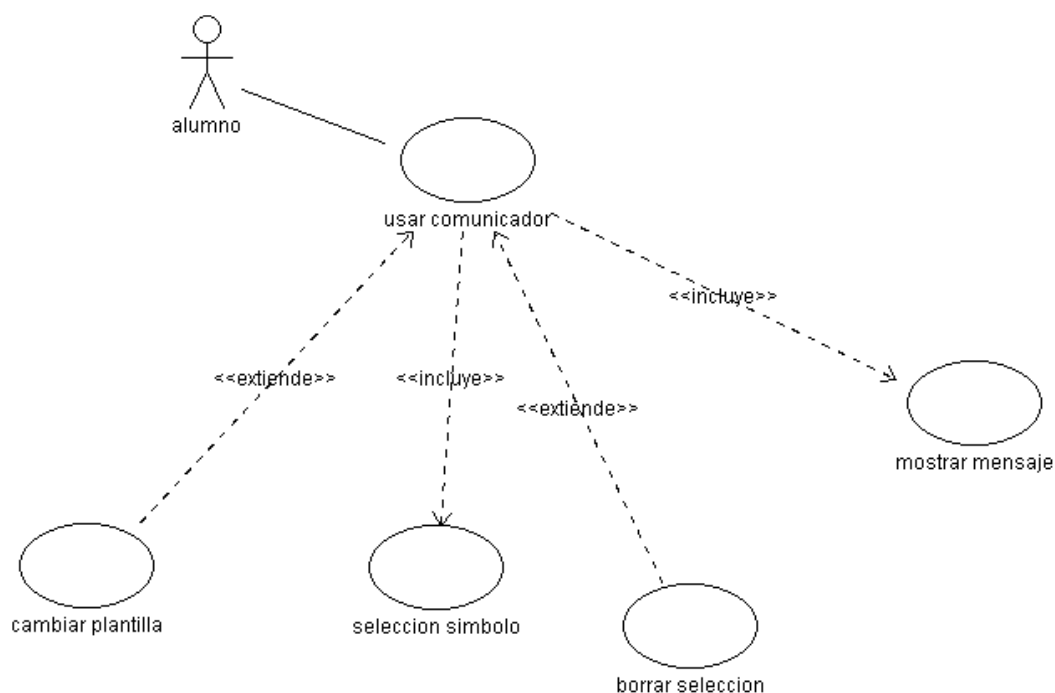 alumno
usar comunicador
<<incluye>>
<<extiende>>
<<incluye>>
<<extiende>>
mostrar mensaje
cambiar plantilla
seleccion simbolo
borrar seleccion